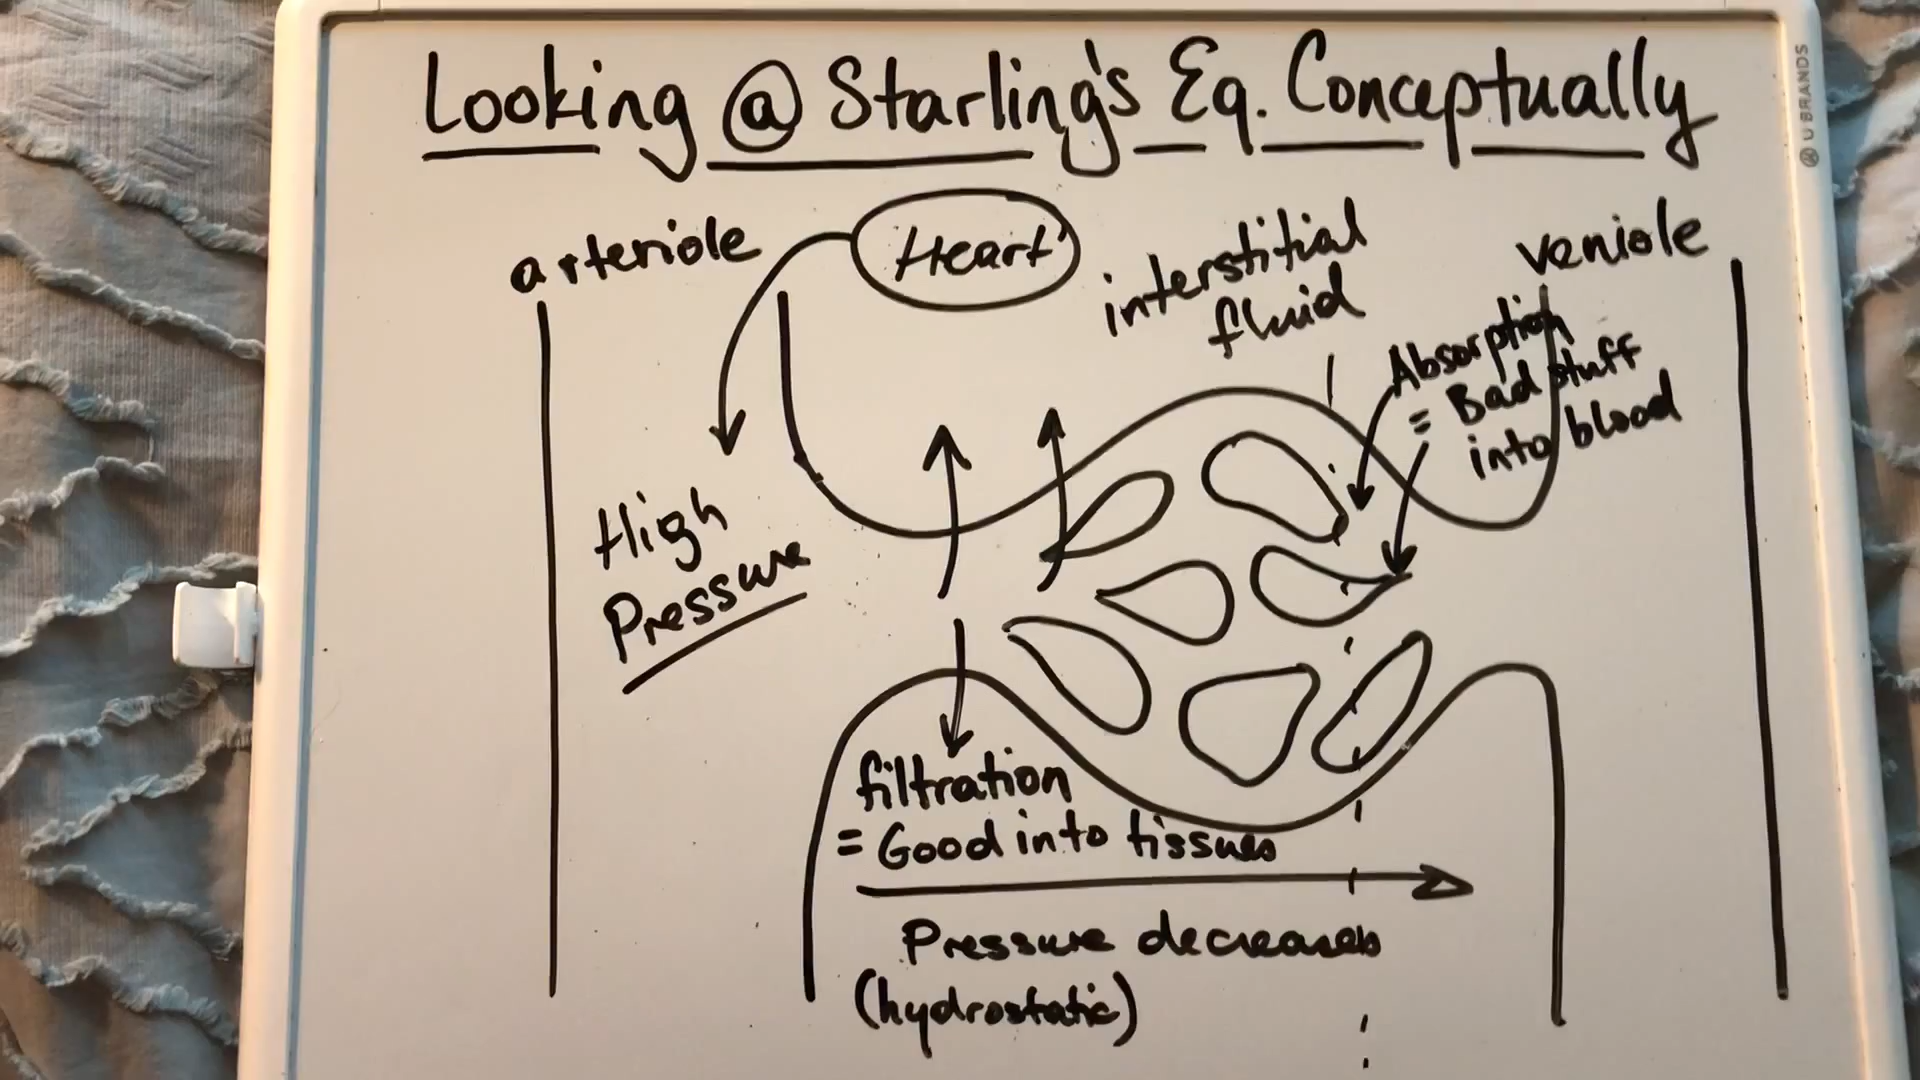 Looking @ Starling's Eq. Conceptually
U BRANDS
arteriole
Heart
interstitial
fluid
veniole
Absorption
= Bad stuff
into blood
High
Pressure
filtration
= Good into tissues
Pressure decreases
(hydrostatic)